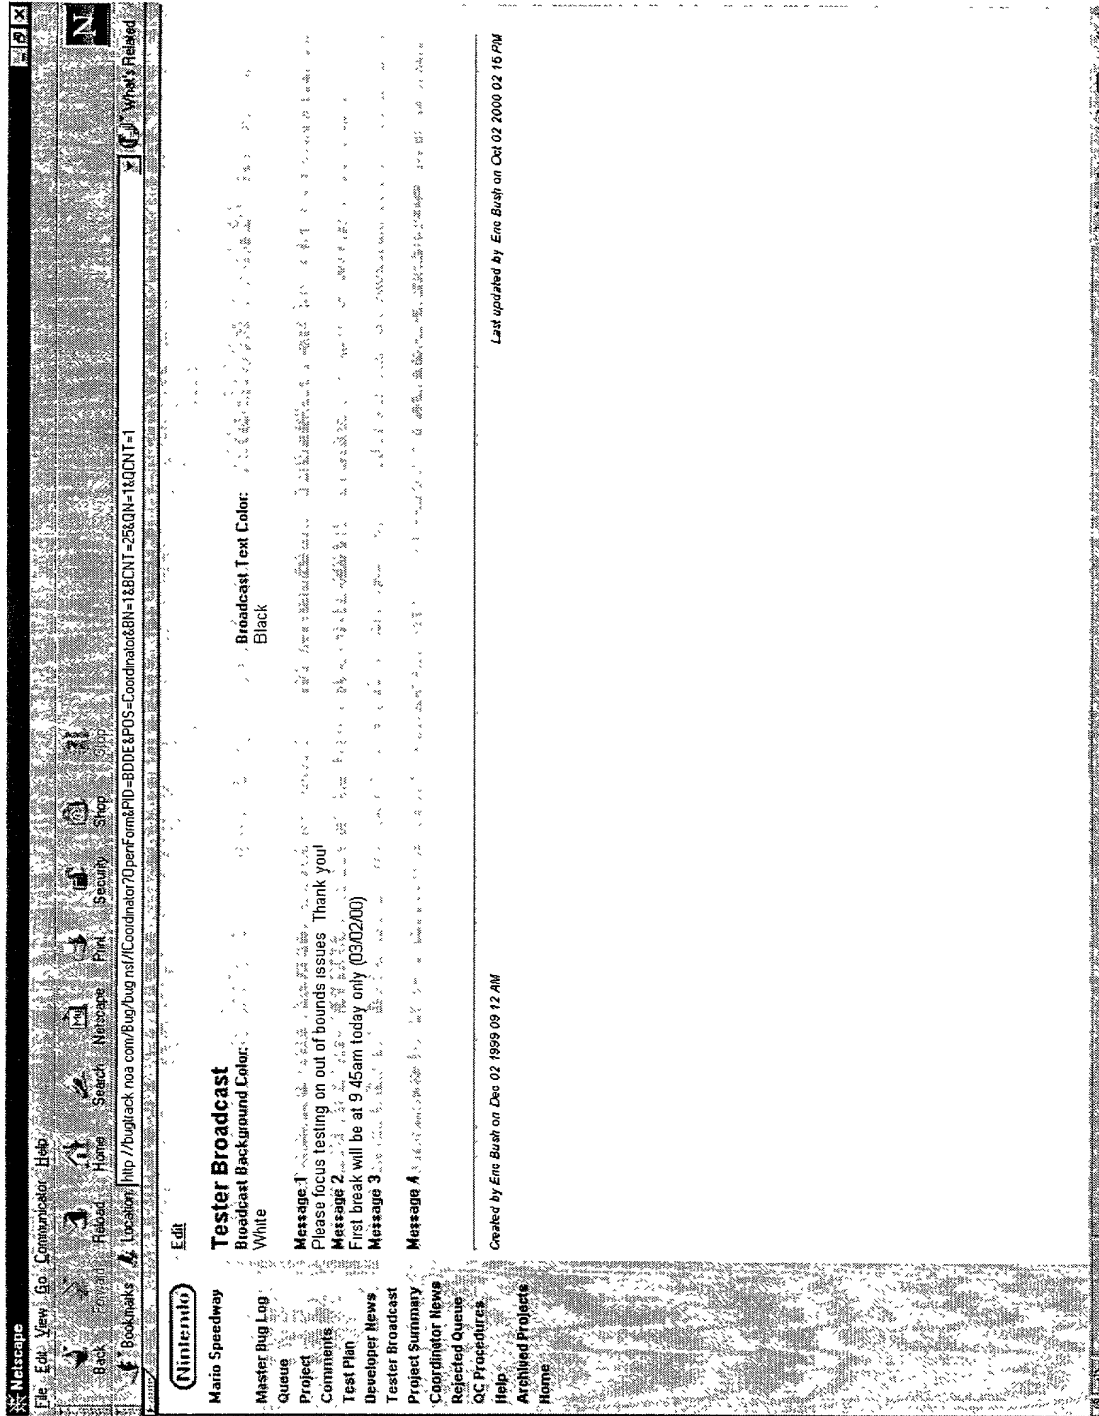 Netscape
File Edit View Go Communicator Help
Back Forward Reload Home Search Netscape Print Security Shop Stop
Bookmarks Location: http //bugtrack noa com/Bug/bug nsf/ICoordinator?OpenForm&PID=BDDE&POS=Coordinator&BN=1&BCNT=25&QN=1&QCNT=1 What's Related
Nintendo
Mario Speedway
Master Bug Log
Queue
Project
Comments
Test Plan
Developer News
Tester Broadcast
Project Summary
Coordinator News
Rejected Queue
QC Procedures
Help
Archived Projects
Home
Edit
Tester Broadcast
Broadcast Background Color: Broadcast Text Color:
White Black
Message 1
Please focus testing on out of bounds issues Thank you!
Message 2
First break will be at 9 45am today only (03/02/00)
Message 3
Message 4
Created by Eric Bush on Dec 02 1999 09 12 AM Last updated by Eric Bush on Oct 02 2000 02 15 PM